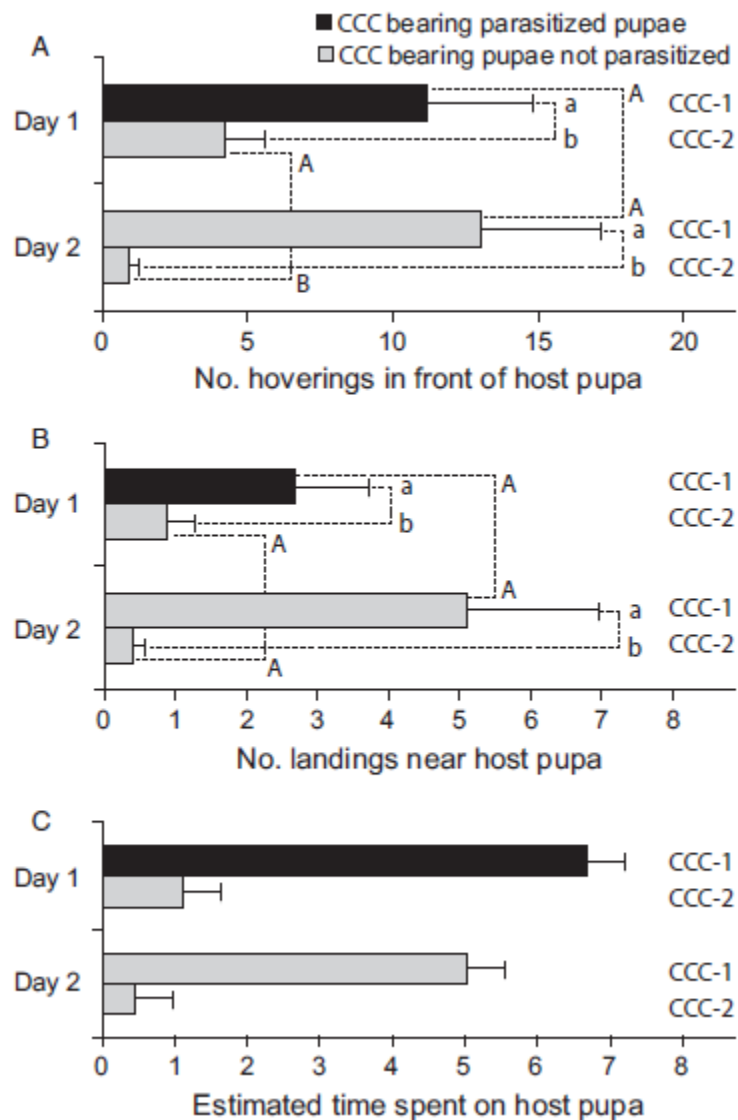 CCC bearing parasitized pupae
CCC bearing pupae not parasitized
A
Day 1
A
a
b
A
CCC-1
CCC-2
Day 2
A
a
b
B
CCC-1
CCC-2
0 5 10 15 20
No. hoverings in front of host pupa
B
Day 1
a
A
b
A
CCC-1
CCC-2
Day 2
A
a
b
A
CCC-1
CCC-2
0 1 2 3 4 5 6 7 8
No. landings near host pupa
C
Day 1
CCC-1
CCC-2
Day 2
CCC-1
CCC-2
0 1 2 3 4 5 6 7 8
Estimated time spent on host pupa